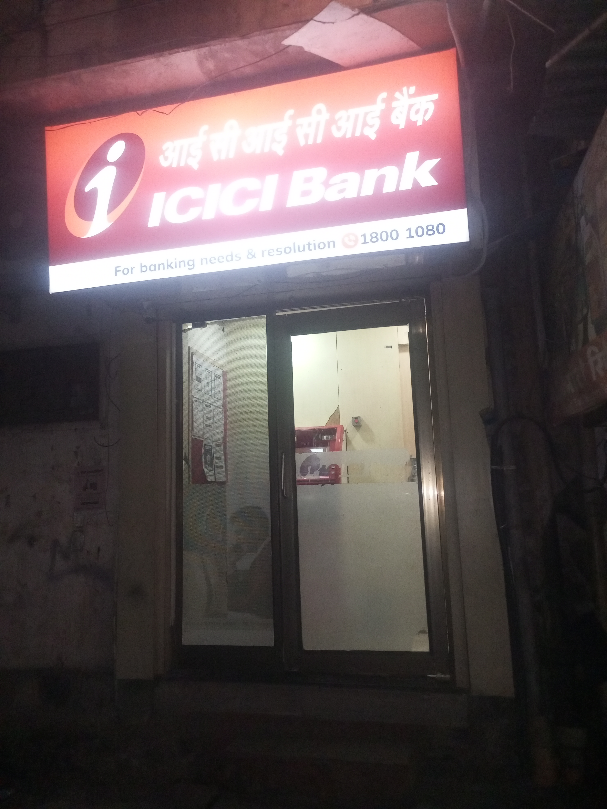 आई सी आई सी आई बैंक
ICICI Bank
For banking needs & resolution 1800 1080